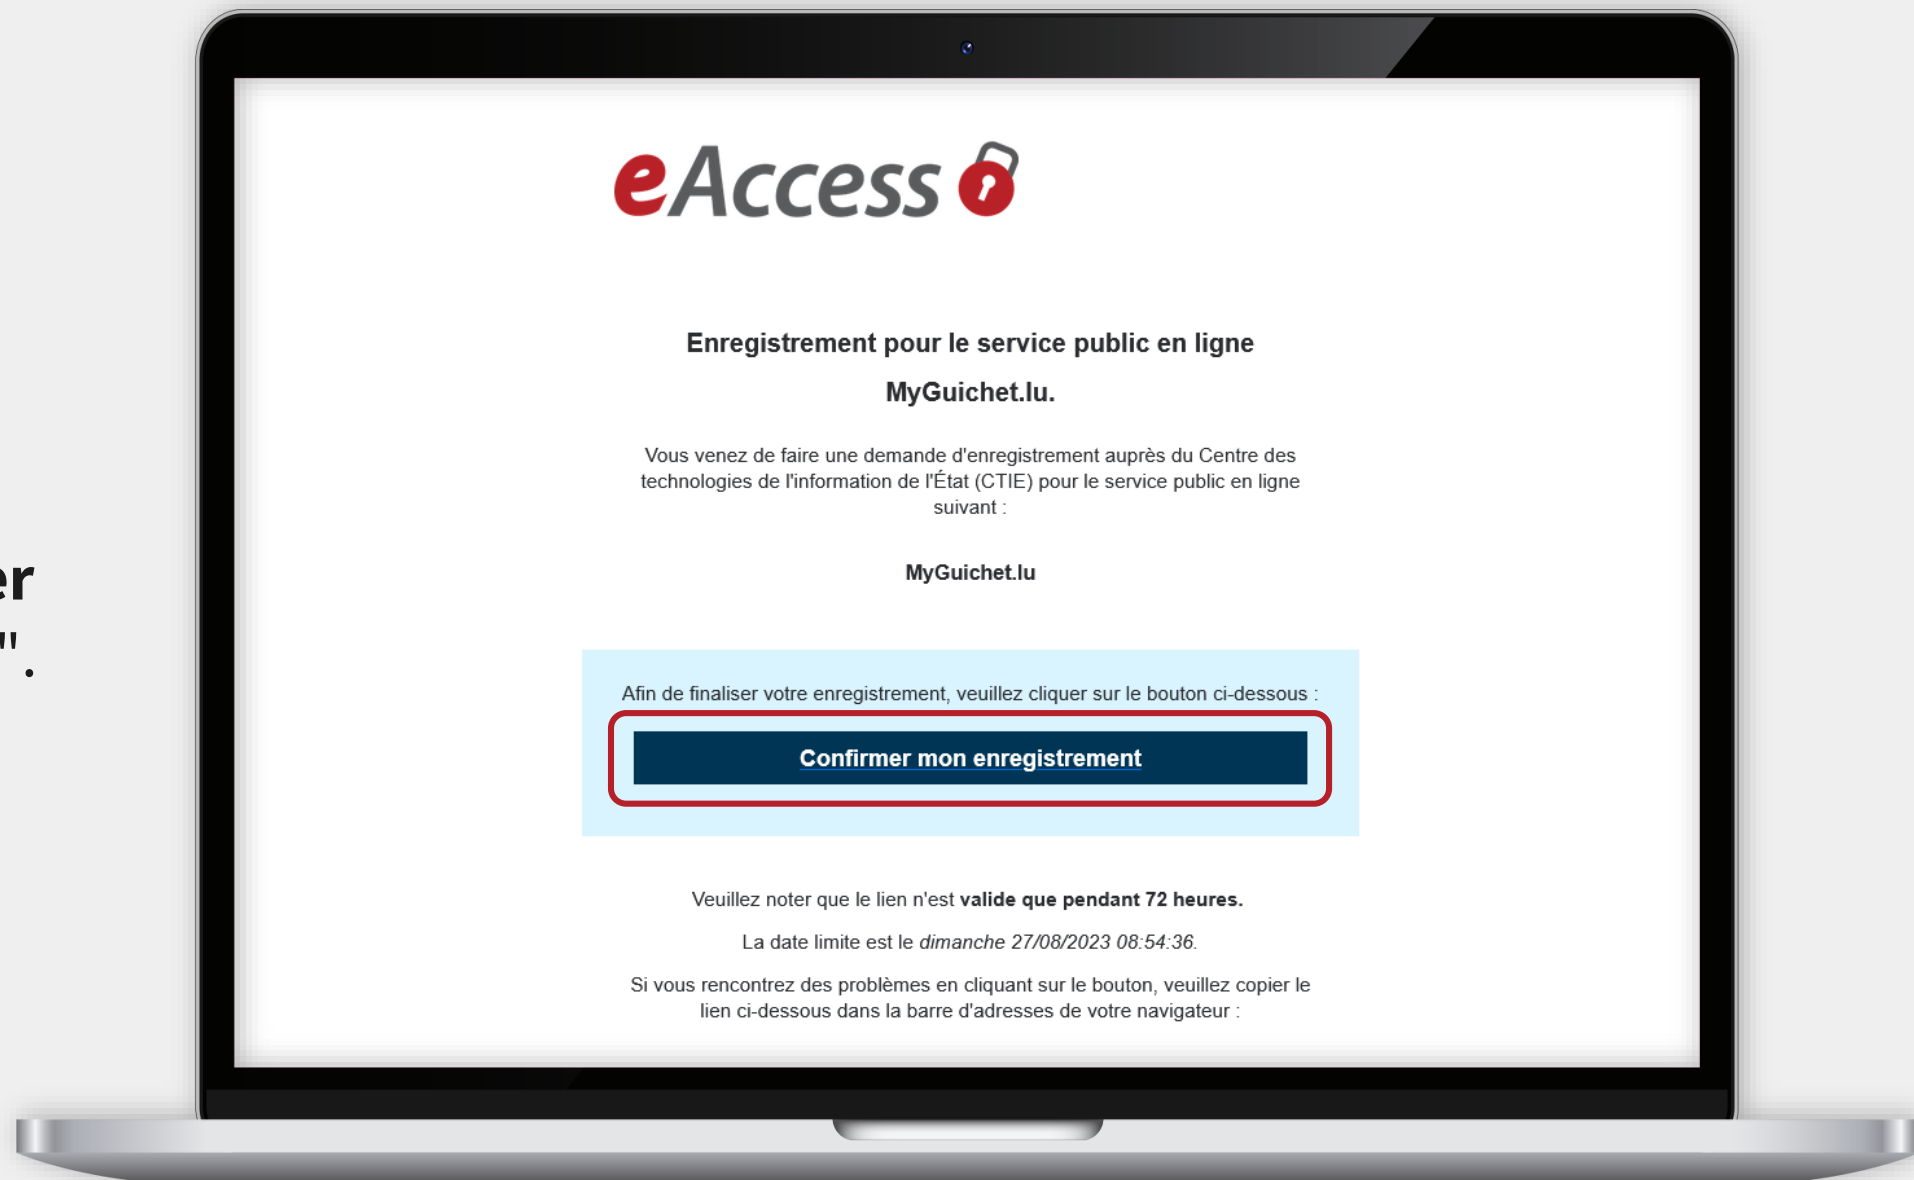 eAccess
Enregistrement pour le service public en ligne
MyGuichet.lu.
Vous venez de faire une demande d'enregistrement auprès du Centre des
technologies de l'information de l'État (CTIE) pour le service public en ligne
suivant :
MyGuichet.lu
er
".
Afin de finaliser votre enregistrement, veuillez cliquer sur le bouton ci-dessous :
Confirmer mon enregistrement
Veuillez noter que le lien n'est valide que pendant 72 heures.
La date limite est le dimanche 27/08/2023 08:54:36.
Si vous rencontrez des problèmes en cliquant sur le bouton, veuillez copier le
lien ci-dessous dans la barre d'adresses de votre navigateur :